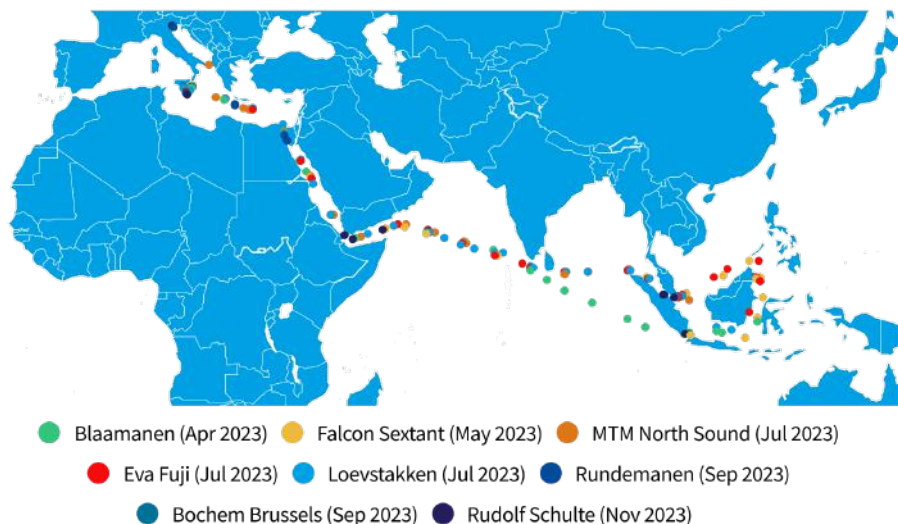 Blaamanen (Apr 2023) Falcon Sextant (May 2023) MTM North Sound (Jul 2023)
Eva Fuji (Jul 2023) Loevstakken (Jul 2023) Rundemanen (Sep 2023)
Bochem Brussels (Sep 2023) Rudolf Schulte (Nov 2023)